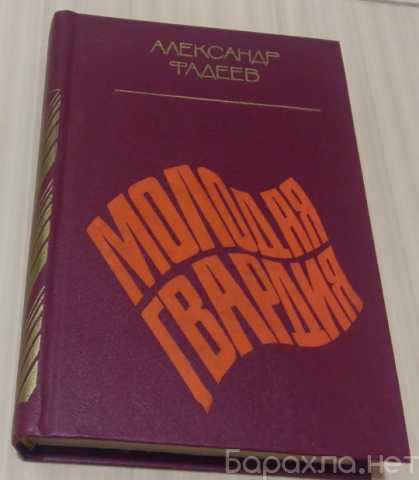 АЛЕКСАНДР
ФАДЕЕВ
МОЛОДАЯ
ГВАРДИЯ
Барахла.нет